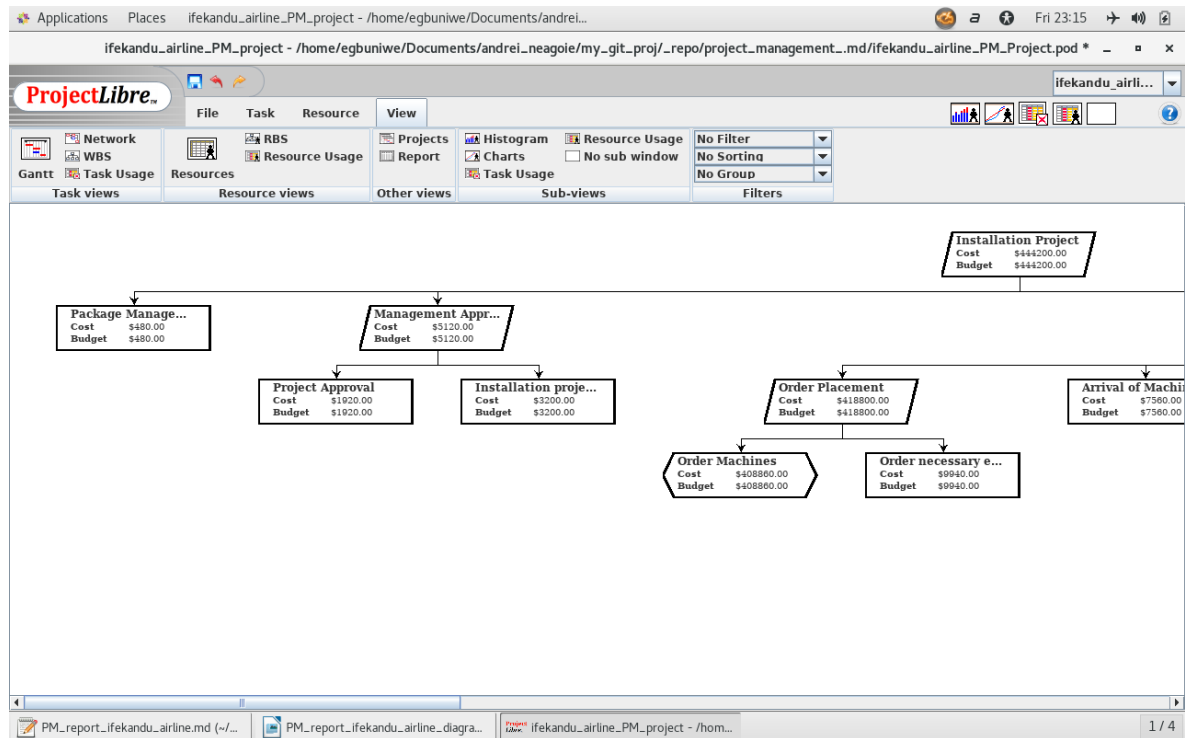 Applications Places ifekandu_airline_PM_project - /home/egbuniwe/Documents/andrei... Fri 23:15
ifekandu_airline_PM_project - /home/egbuniwe/Documents/andrei_neagoie/my_git_proj/_repo/project_management_.md/ifekandu_airline_PM_Project.pod *
ProjectLibre™
ifekandu_airli...
File Task Resource View
Gantt
Network
WBS
Task Usage
Task views
Resources
RBS
Resource Usage
Resource views
Projects
Report
Other views
Histogram
Charts
Task Usage
Resource Usage
No sub window
Sub-views
No Filter
No Sorting
No Group
Filters
Installation Project
Cost $444200.00
Budget $444200.00
Package Manage...
Cost $480.00
Budget $480.00
Management Appr...
Cost $5120.00
Budget $5120.00
Project Approval
Cost $1920.00
Budget $1920.00
Installation proje...
Cost $3200.00
Budget $3200.00
Order Placement
Cost $418800.00
Budget $418800.00
Arrival of Machi
Cost $7560.00
Budget $7560.00
Order Machines
Cost $408860.00
Budget $408860.00
Order necessary e...
Cost $9940.00
Budget $9940.00
PM_report_ifekandu_airline.md (~/...
PM_report_ifekandu_airline_diagra...
ifekandu_airline_PM_project - /hom...
1 / 4